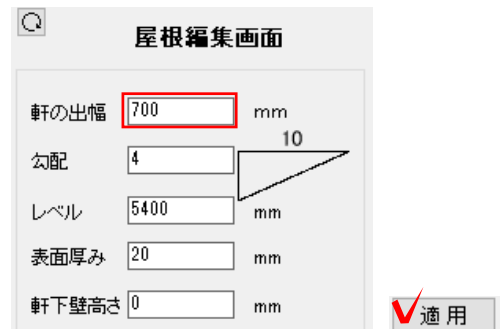 屋根編集画面
軒の出幅 700 mm
10
勾配 4
レベル 5400 mm
表面厚み 20 mm
軒下壁高さ 0 mm
適用